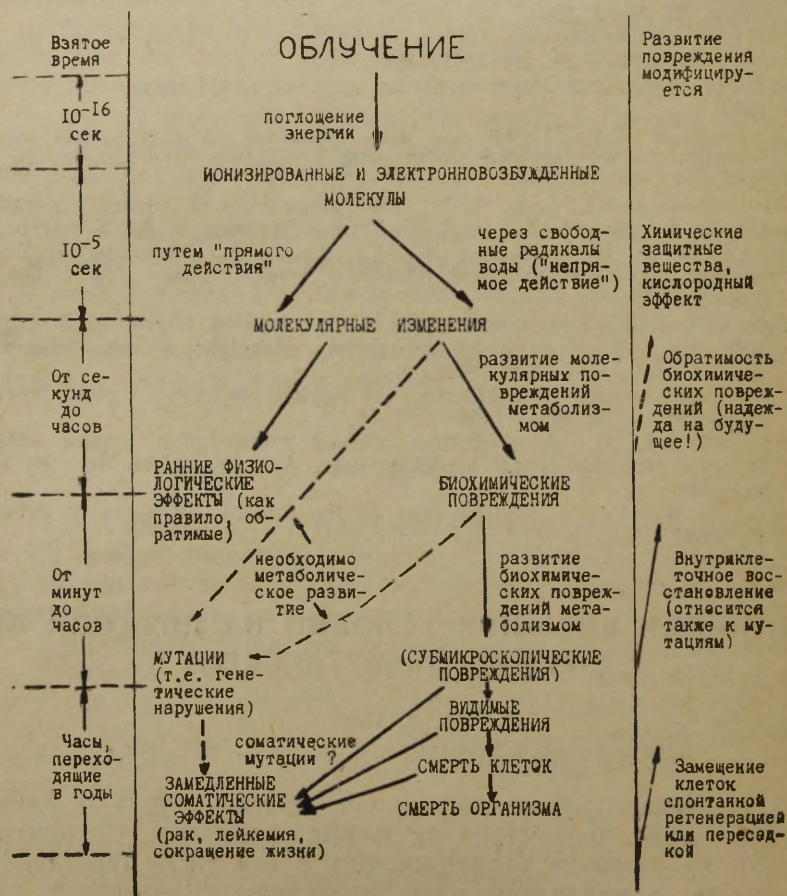 Взятое
время
ОБЛУЧЕНИЕ
Развитие
повреждения
модифицируу-
ется
10-16
сек
поглощение
энергии
ИОНИЗИРОВАННЫЕ И ЭЛЕКТРОННОВОЗБУЖДЕННЫЕ
МОЛЕКУЛЫ
10-5
сек
путем "прямого
действия"
через свобод-
ные радикалы
воды ("непря-
мое действие")
Химические
защитные
вещества,
кислородный
эффект
МОЛЕКУЛЯРНЫЕ ИЗМЕНЕНИЯ
От се-
кунд
до
часов
развитие моле-
кулярных по-
вреждений
метаболиз-
мом
Обратимость
биохимиче-
ских повреж-
дений (надеж-
да на буду-
щее!)
РАННИЕ ФИЗИО-
ЛОГИЧЕСКИЕ
ЭФФЕКТЫ (как
правило, об-
ратимые)
БИОХИМИЧЕСКИЕ
ПОВРЕЖДЕНИЯ
От
минут
до
часов
необходимо
метаболиче-
ское разви-
тие
развитие
биохимиче-
ских повреж-
дений мета-
болизмом
Внутрикле-
точное вос-
становление
(относится
также к му-
тациям)
МУТАЦИИ
(т.е. гене-
тические
нарушения)
(СУБМИКРОСКОПИЧЕСКИЕ
ПОВРЕЖДЕНИЯ)
ВИДИМЫЕ
ПОВРЕЖДЕНИЯ
Часы,
перехо-
дящие
в годы
соматические
мутации ?
СМЕРТЬ КЛЕТОК
ЗАМЕДЛЕННЫЕ
СОМАТИЧЕСКИЕ
ЭФФЕКТЫ
(рак, лейкемия,
сокращение жизни)
СМЕРТЬ ОРГАНИЗМА
Замещение
клеток
спонтанной
регенерацией
или пересад-
кой